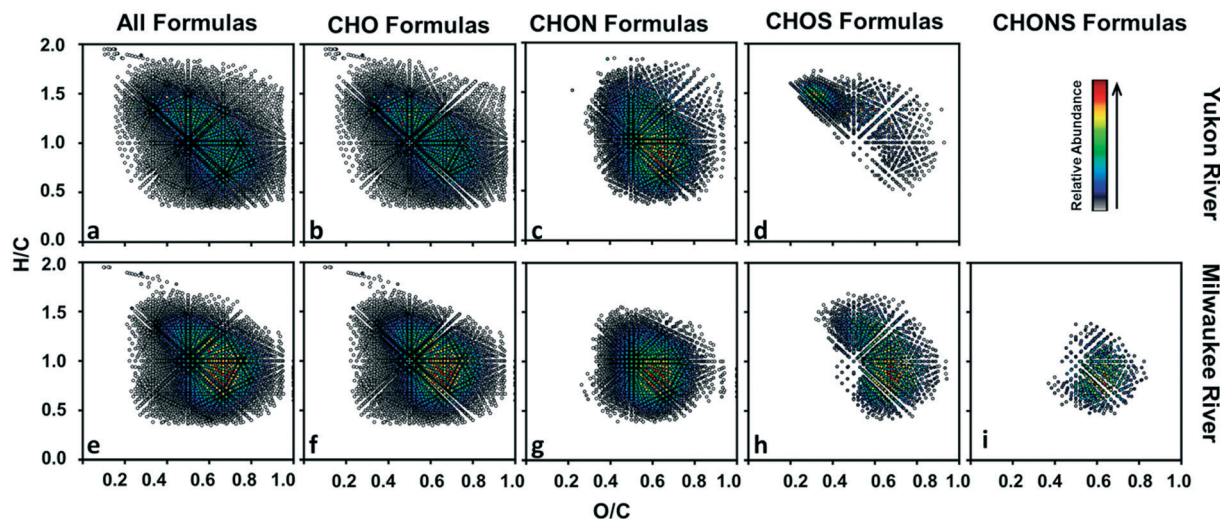 All Formulas CHO Formulas CHON Formulas CHOS Formulas CHONS Formulas
2.0
1.5
1.0
0.5
0.0
a b c d
Relative Abundance
Yukon River
H/C
2.0
1.5
1.0
0.5
0.0
e f g h i
Milwaukee River
0.2 0.4 0.6 0.8 1.0 0.2 0.4 0.6 0.8 1.0 0.2 0.4 0.6 0.8 1.0 0.2 0.4 0.6 0.8 1.0 0.2 0.4 0.6 0.8 1.0
O/C